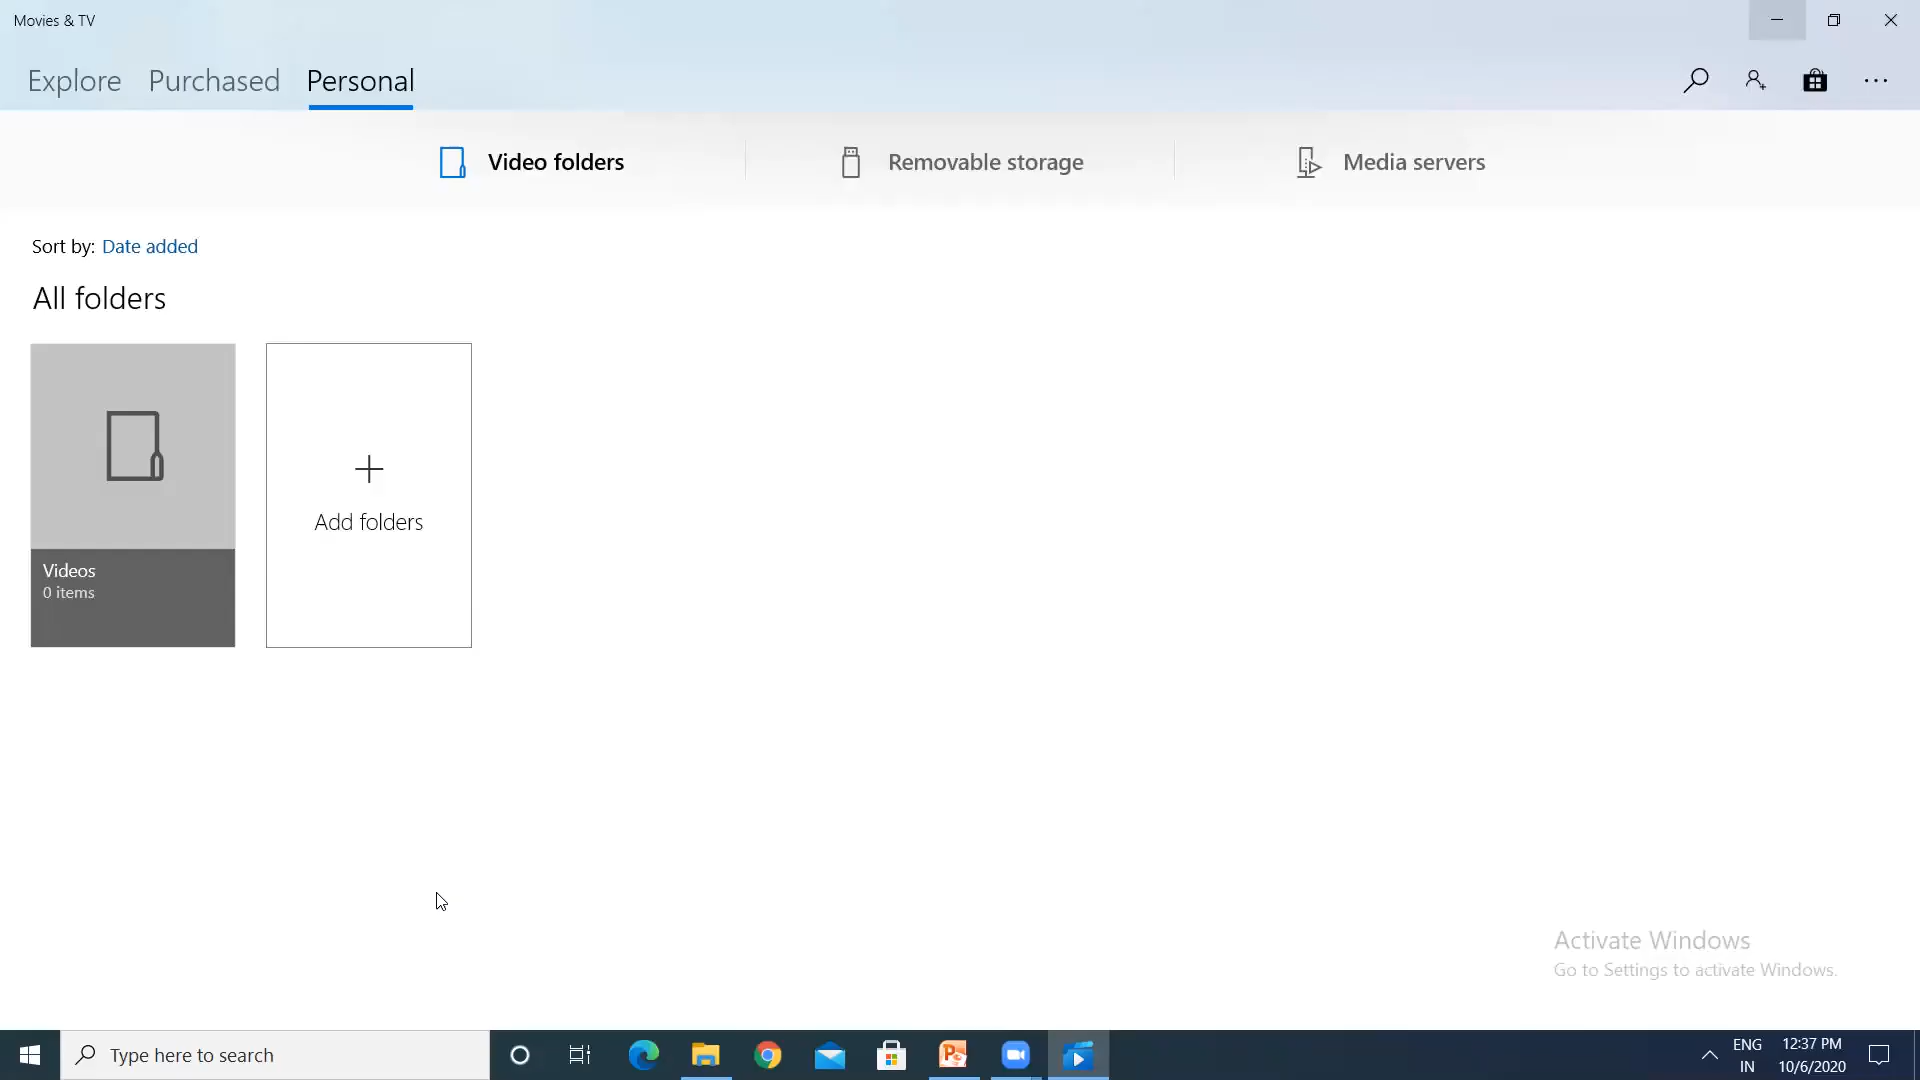 Movies & TV
Explore Purchased Personal
Video folders Removable storage Media servers
Sort by: Date added
All folders
Add folders
Videos
0 items
Activate Windows
Go to Settings to activate Windows.
Type here to search
ENG
IN
12:37 PM
10/6/2020